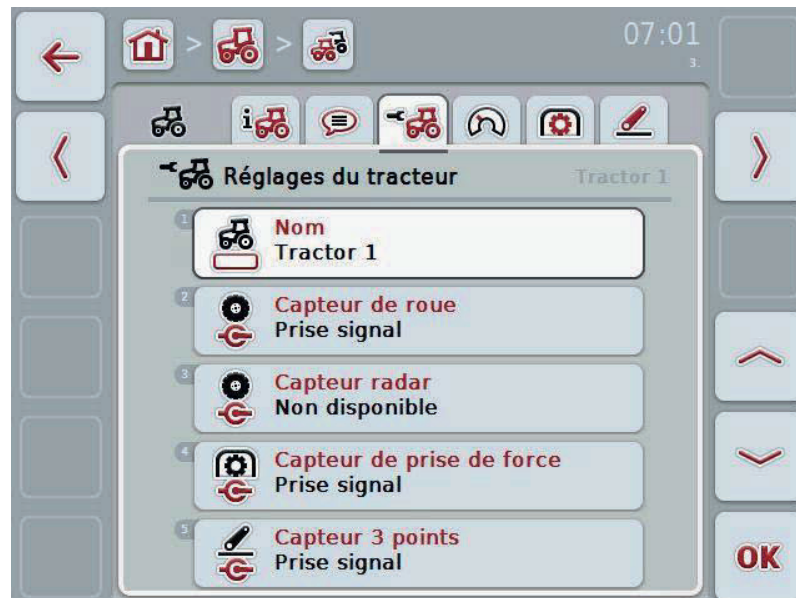 07:01
3.
Réglages du tracteur Tractor 1
1
Nom
Tractor 1
2
Capteur de roue
Prise signal
3
Capteur radar
Non disponible
4
Capteur de prise de force
Prise signal
5
Capteur 3 points
Prise signal
OK